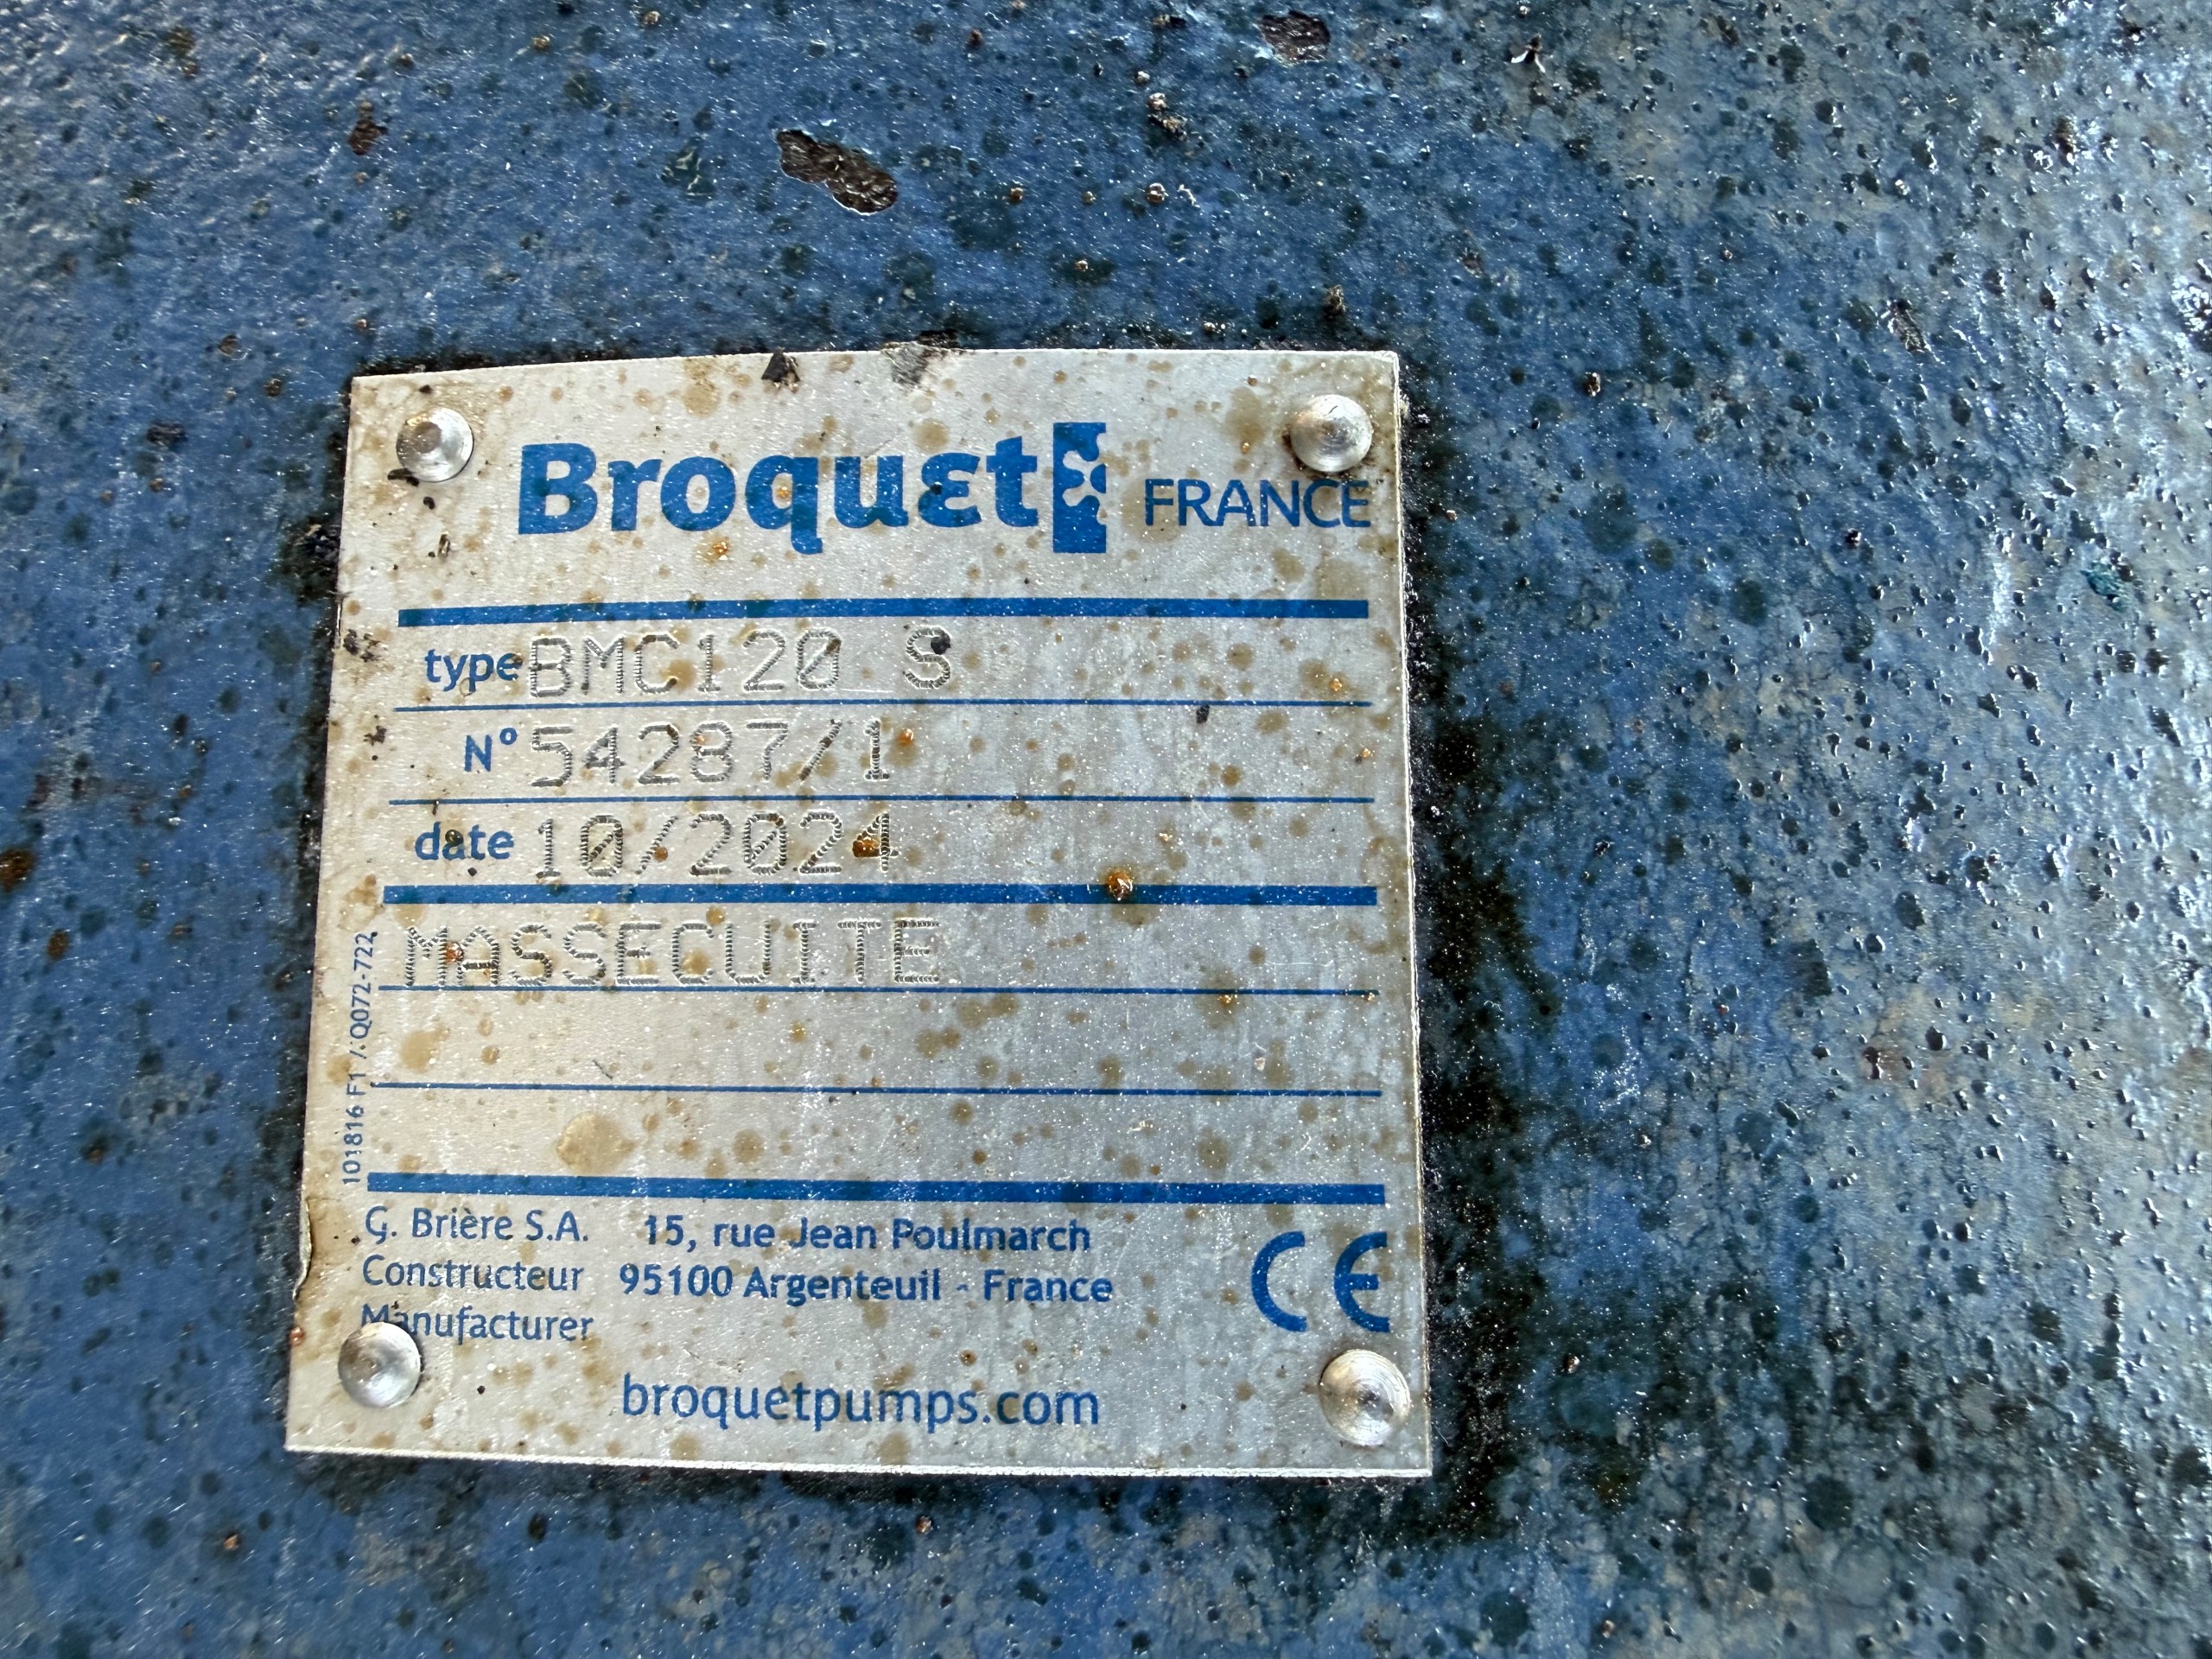 Broquet FRANCE
type BMC120 S
N° 54287/1
date 10/2024
MASSECUITE
101816 F1 / Q072-722
G. Brière S.A. 15, rue Jean Poulmarch
Constructeur 95100 Argenteuil - France
Manufacturer
CE
broquetpumps.com